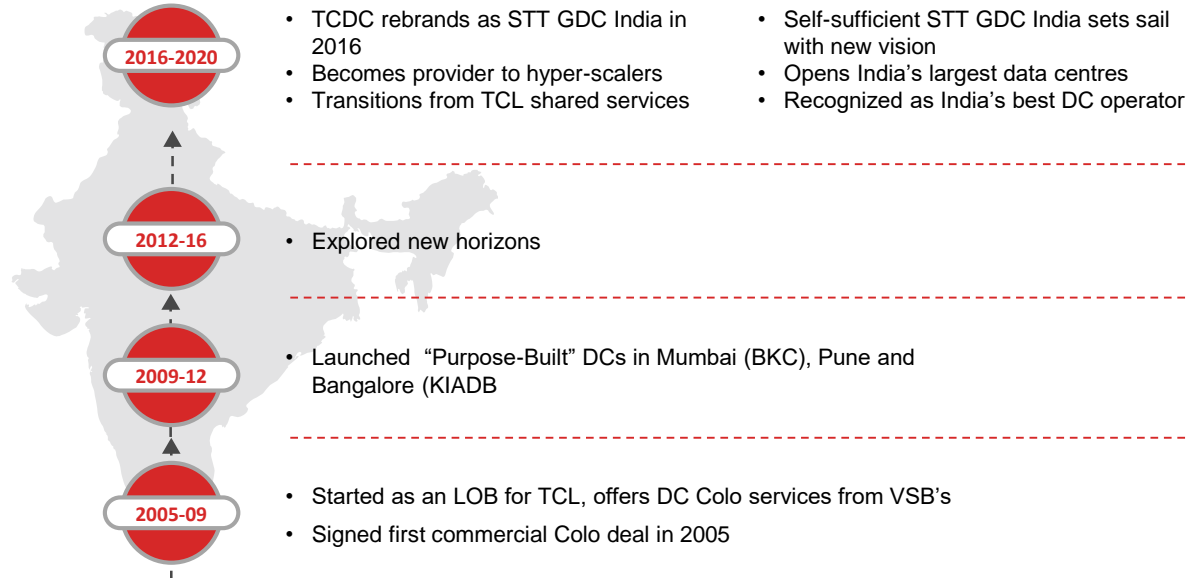 2016-2020
• TCDC rebrands as STT GDC India in
2016
• Becomes provider to hyper-scalers
• Transitions from TCL shared services
• Self-sufficient STT GDC India sets sail
with new vision
• Opens India’s largest data centres
• Recognized as India’s best DC operator
2012-16
• Explored new horizons
2009-12
• Launched “Purpose-Built” DCs in Mumbai (BKC), Pune and
Bangalore (KIADB
2005-09
• Started as an LOB for TCL, offers DC Colo services from VSB’s
• Signed first commercial Colo deal in 2005